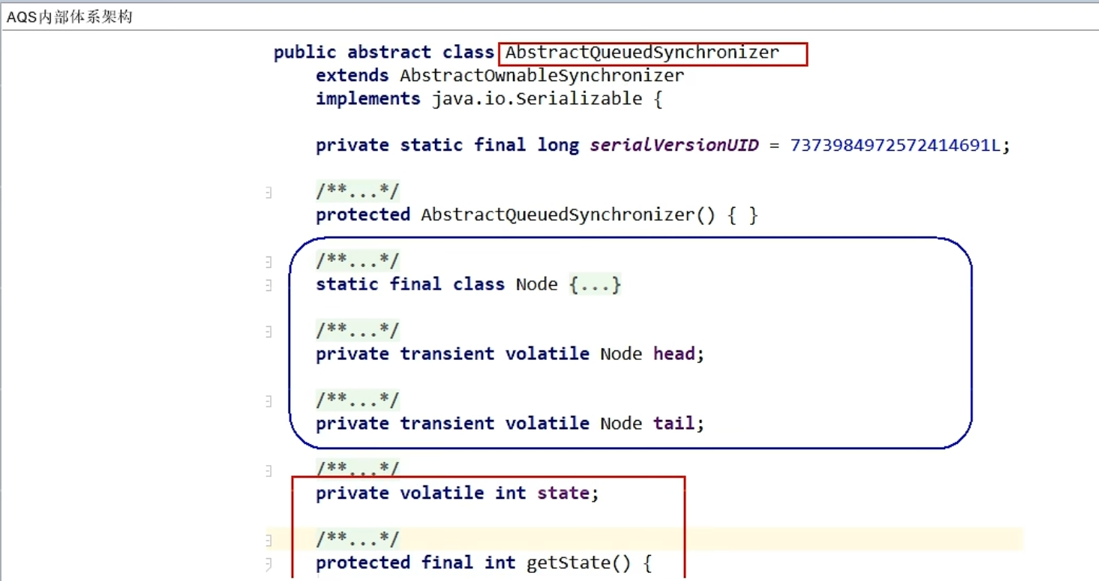 AQS内部体系架构
public abstract class AbstractQueuedSynchronizer
extends AbstractOwnableSynchronizer
implements java.io.Serializable {
private static final long serialVersionUID = 7373984972572414691L;
/**...*/
protected AbstractQueuedSynchronizer() { }
/**...*/
static final class Node {...}
/**...*/
private transient volatile Node head;
/**...*/
private transient volatile Node tail;
/**...*/
private volatile int state;
/**...*/
protected final int getState() {